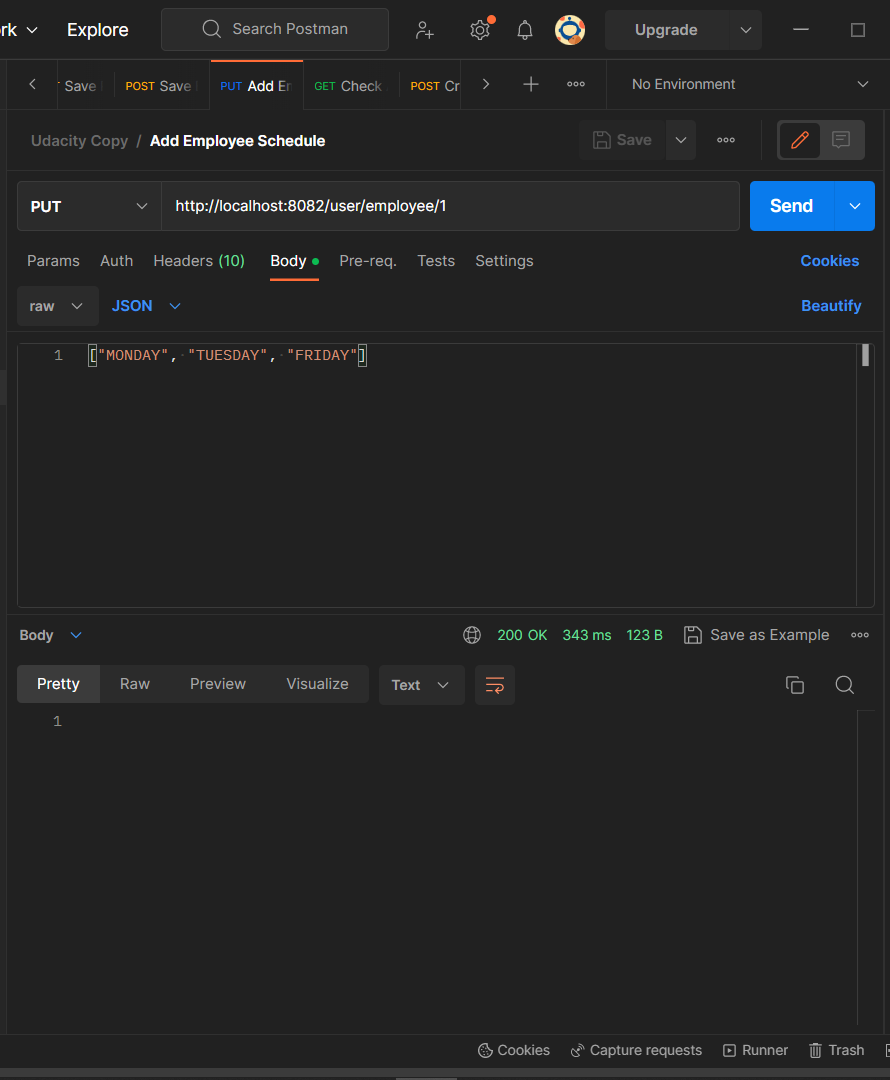 rk Explore Search Postman Upgrade
Save POST Save PUT Add En GET Check POST Cr No Environment
Udacity Copy / Add Employee Schedule Save
PUT http://localhost:8082/user/employee/1 Send
Params Auth Headers (10) Body Pre-req. Tests Settings Cookies
raw JSON Beautify
1 ["MONDAY", "TUESDAY", "FRIDAY"]
Body 200 OK 343 ms 123 B Save as Example
Pretty Raw Preview Visualize Text
1
Cookies Capture requests Runner Trash